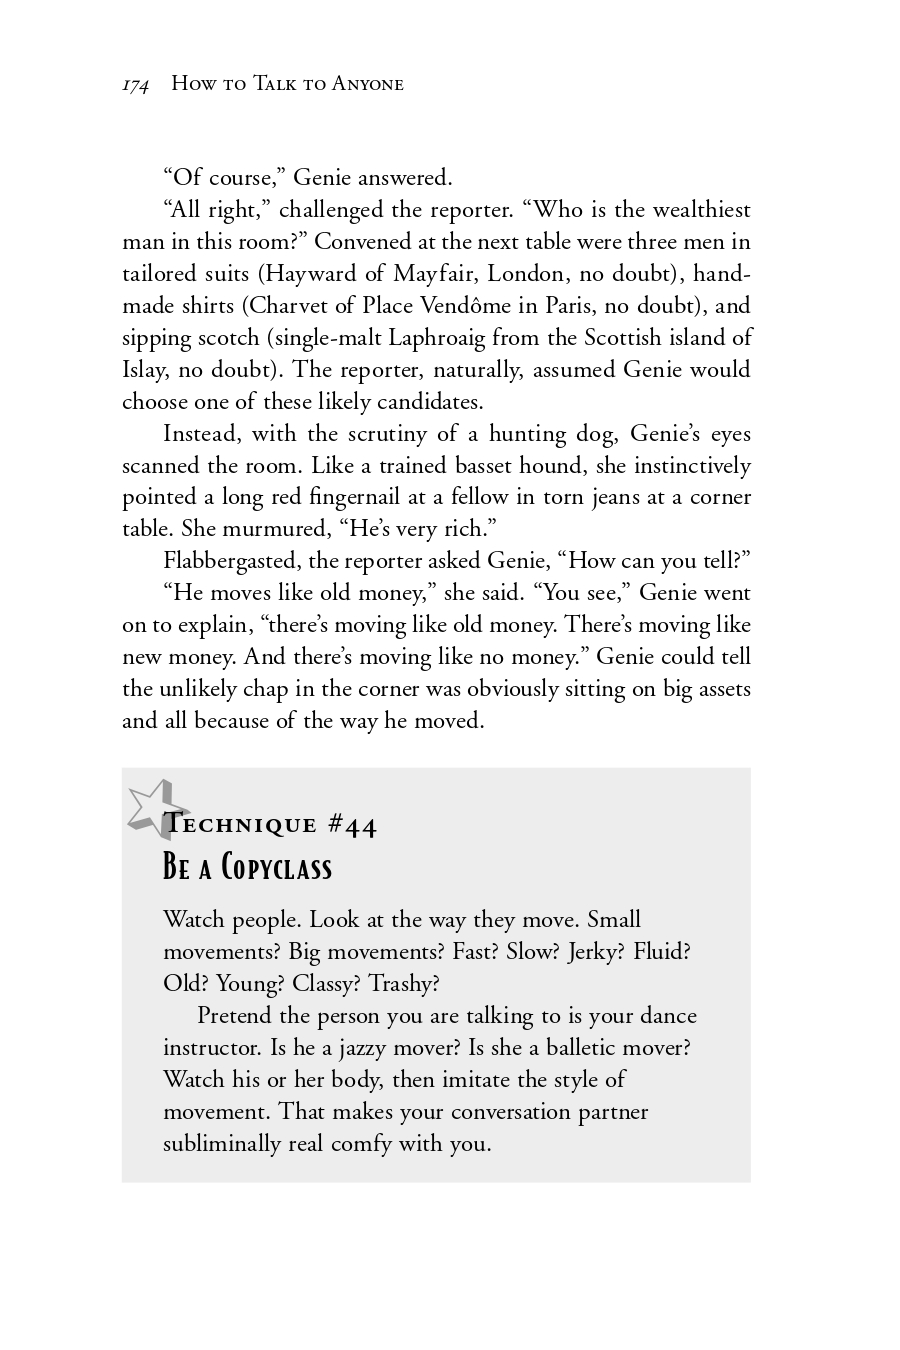 174 How to Talk to Anyone
“Of course,” Genie answered.
“All right,” challenged the reporter. “Who is the wealthiest
man in this room?” Convened at the next table were three men in
tailored suits (Hayward of Mayfair, London, no doubt), hand-
made shirts (Charvet of Place Vendôme in Paris, no doubt), and
sipping scotch (single-malt Laphroaig from the Scottish island of
Islay, no doubt). The reporter, naturally, assumed Genie would
choose one of these likely candidates.
Instead, with the scrutiny of a hunting dog, Genie’s eyes
scanned the room. Like a trained basset hound, she instinctively
pointed a long red fingernail at a fellow in torn jeans at a corner
table. She murmured, “He’s very rich.”
Flabbergasted, the reporter asked Genie, “How can you tell?”
“He moves like old money,” she said. “You see,” Genie went
on to explain, “there’s moving like old money. There’s moving like
new money. And there’s moving like no money.” Genie could tell
the unlikely chap in the corner was obviously sitting on big assets
and all because of the way he moved.
Technique #44
Be a Copyclass
Watch people. Look at the way they move. Small
movements? Big movements? Fast? Slow? Jerky? Fluid?
Old? Young? Classy? Trashy?
Pretend the person you are talking to is your dance
instructor. Is he a jazzy mover? Is she a balletic mover?
Watch his or her body, then imitate the style of
movement. That makes your conversation partner
subliminally real comfy with you.